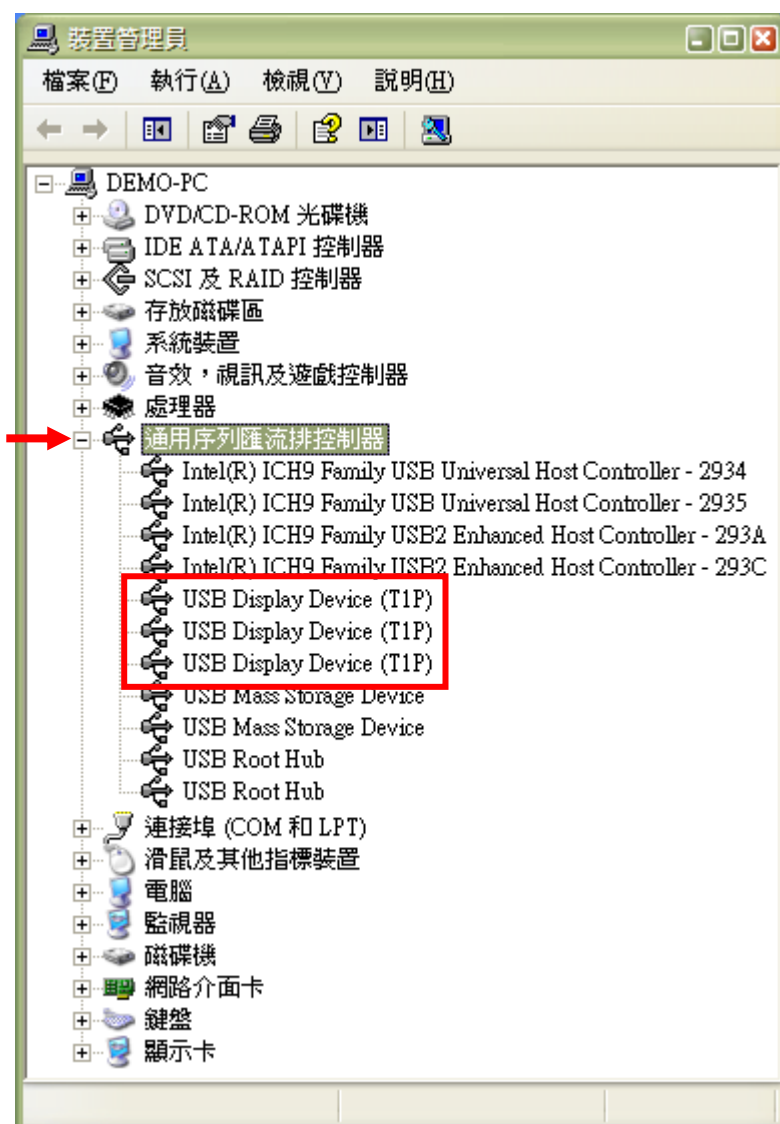 裝置管理員
檔案(F) 執行(A) 檢視(V) 說明(H)
DEMO-PC
DVD/CD-ROM 光碟機
IDE ATA/ATAPI 控制器
SCSI 及 RAID 控制器
存放磁碟區
系統裝置
音效，視訊及遊戲控制器
處理器
通用序列匯流排控制器
Intel(R) ICH9 Family USB Universal Host Controller - 2934
Intel(R) ICH9 Family USB Universal Host Controller - 2935
Intel(R) ICH9 Family USB2 Enhanced Host Controller - 293A
Intel(R) ICH9 Family USB2 Enhanced Host Controller - 293C
USB Display Device (T1P)
USB Display Device (T1P)
USB Display Device (T1P)
USB Mass Storage Device
USB Mass Storage Device
USB Root Hub
USB Root Hub
連接埠 (COM 和 LPT)
滑鼠及其他指標裝置
電腦
監視器
磁碟機
網路介面卡
鍵盤
顯示卡